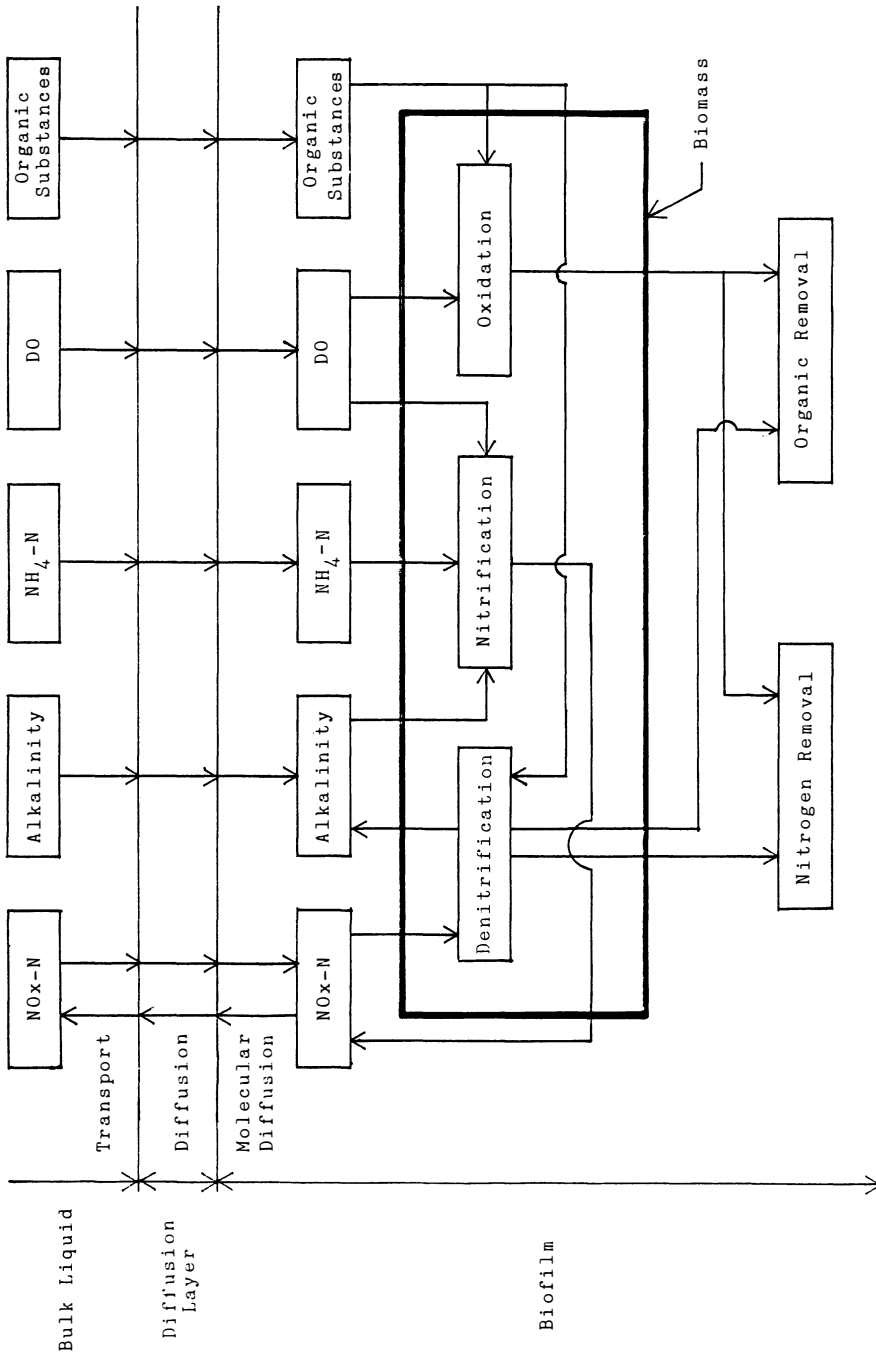 Bulk Liquid
Diffusion
Layer
Biofilm
Transport
Diffusion
Molecular
Diffusion
NOx-N
Alkalinity
NH₄-N
DO
Organic
Substances
NOx-N
Alkalinity
NH₄-N
DO
Organic
Substances
Denitrification
Nitrification
Oxidation
Biomass
Nitrogen Removal
Organic Removal